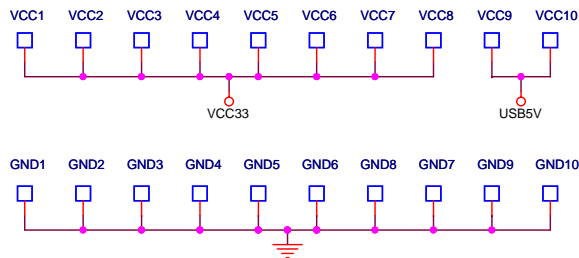 VCC1 VCC2 VCC3 VCC4 VCC5 VCC6 VCC7 VCC8 VCC9 VCC10
VCC33 USB5V
GND1 GND2 GND3 GND4 GND5 GND6 GND8 GND7 GND9 GND10